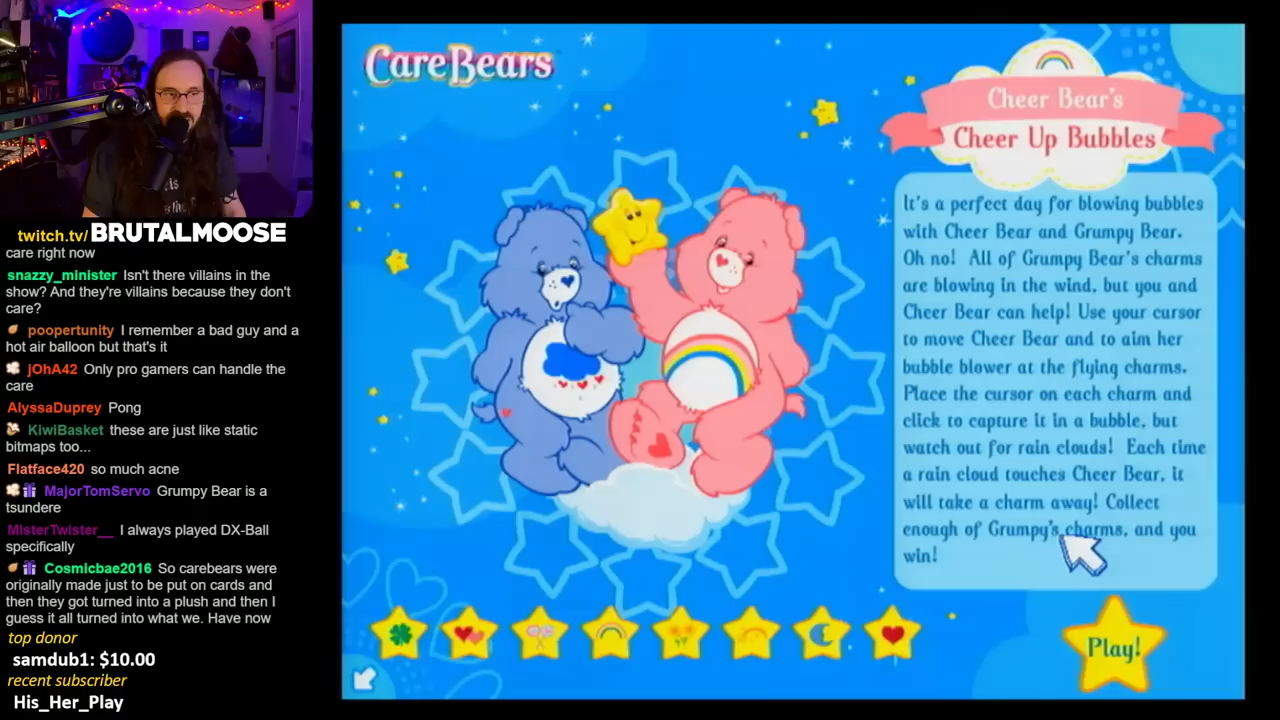 twitch.tv/BRUTALMOOSE
care right now
snazzy_minister Isn't there villains in the
show? And they're villains because they don't
care?
poopertunity I remember a bad guy and a
hot air balloon but that's it
jOhA42 Only pro gamers can handle the
care
AlyssaDuprey Pong
KiwiBasket these are just like static
bitmaps too...
Flatface420 so much acne
MajorTomServo Grumpy Bear is a
tsundere
MisterTwister__ I always played DX-Ball
specifically
Cosmicbae2016 So carebears were
originally made just to be put on cards and
then they got turned into a plush and then I
guess it all turned into what we. Have now
top donor
samdub1: $10.00
recent subscriber
His_Her_Play
Care Bears
Cheer Bear's
Cheer Up Bubbles
It's a perfect day for blowing bubbles
with Cheer Bear and Grumpy Bear.
Oh no! All of Grumpy Bear's charms
are blowing in the wind, but you and
Cheer Bear can help! Use your cursor
to move Cheer Bear and to aim her
bubble blower at the flying charms.
Place the cursor on each charm and
click to capture it in a bubble, but
watch out for rain clouds! Each time
a rain cloud touches Cheer Bear, it
will take a charm away! Collect
enough of Grumpy's charms, and you
win!
Play!